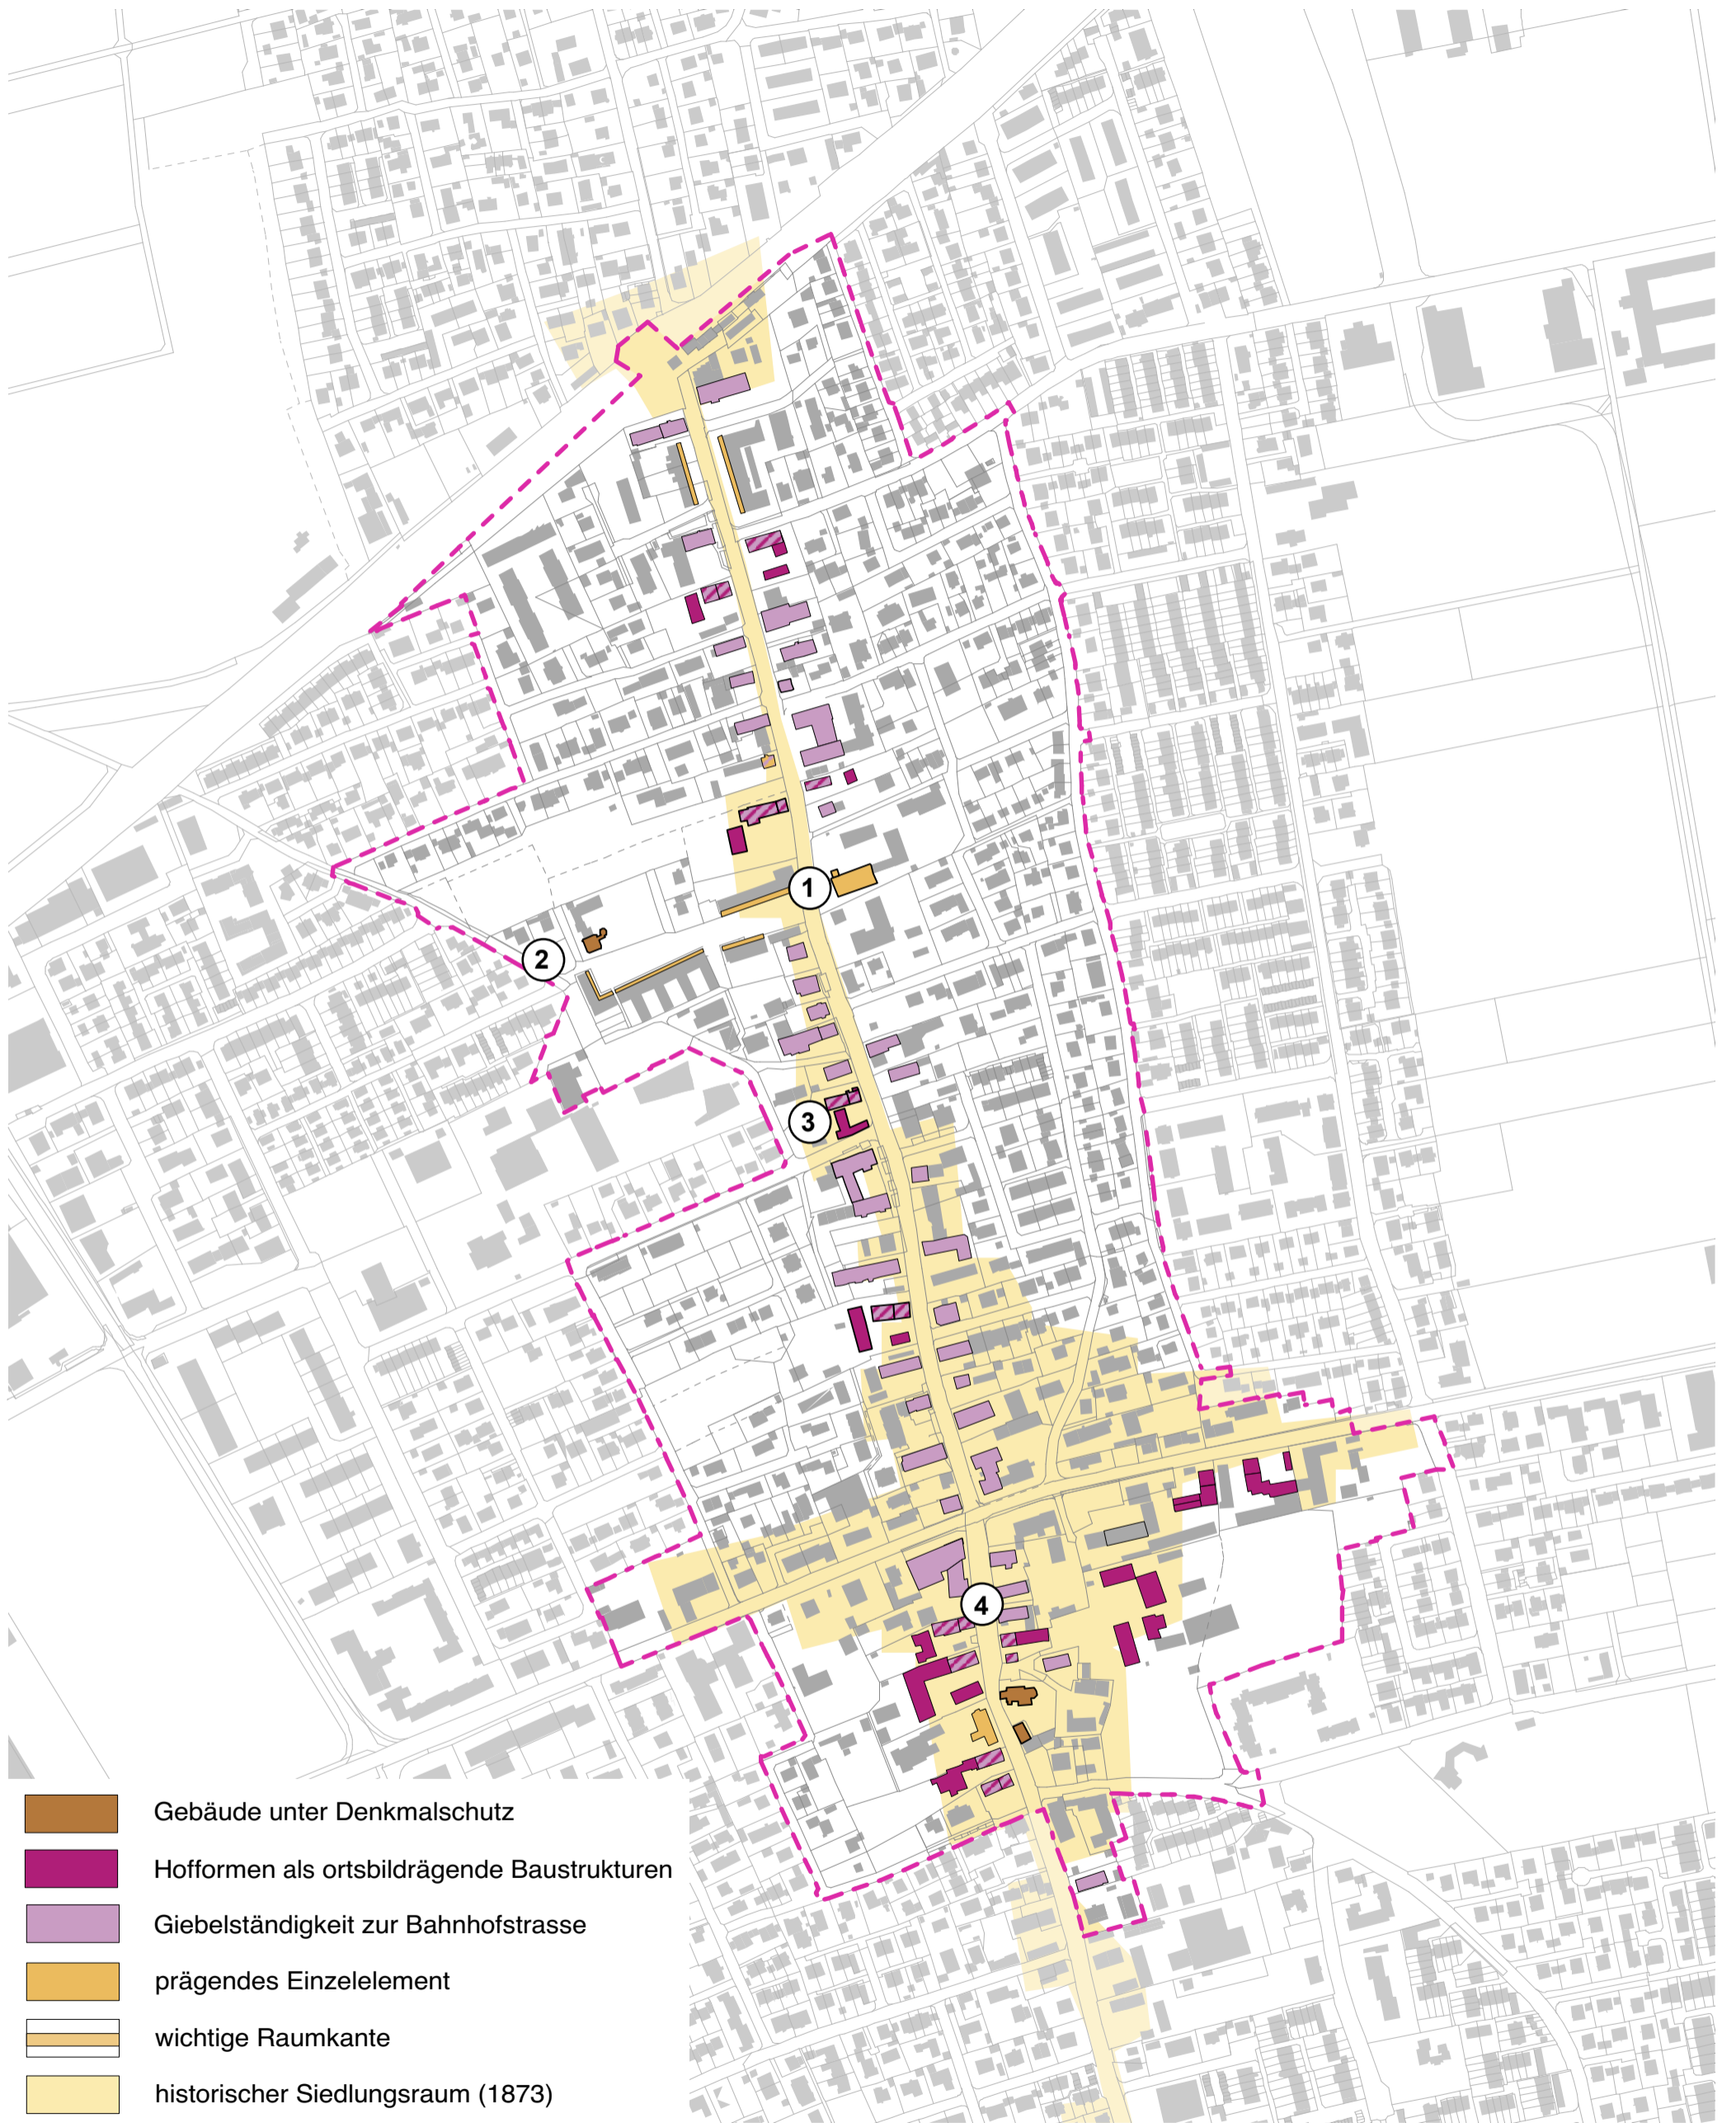 1
2
3
4
Gebäude unter Denkmalschutz
Hofformen als ortsbildrägende Baustrukturen
Giebelständigkeit zur Bahnhofstrasse
prägendes Einzelelement
wichtige Raumkante
historischer Siedlungsraum (1873)